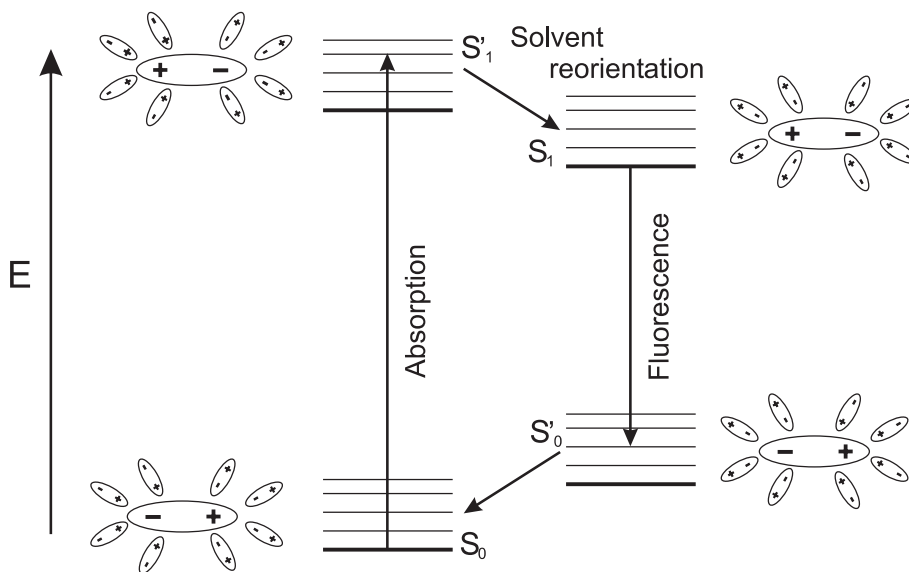 S'₁
Solvent
reorientation
S₁
E
Absorption
Fluorescence
S'₀
S₀